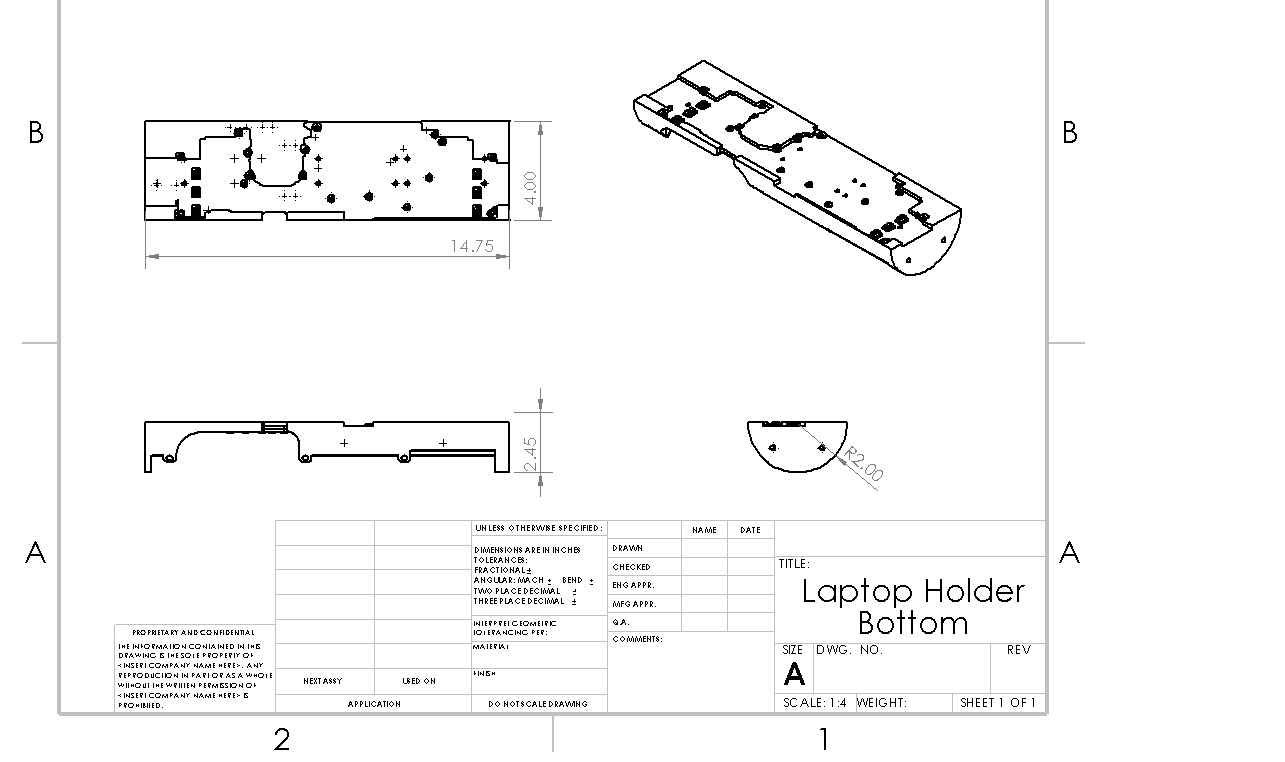 B
B
4.00
14.75
2.45
R2.00
A
A
UNLESS OTHERWISE SPECIFIED:
NAME
DATE
DIMENSIONS ARE IN INCHES
TOLERANCES:
FRACTIONAL ±
ANGULAR: MACH ± BEND ±
TWO PLACE DECIMAL ±
THREE PLACE DECIMAL ±
INTERPRET GEOMETRIC
TOLERANCING PER:
MATERIAL
FINISH
DO NOT SCALE DRAWING
DRAWN
CHECKED
ENG APPR.
MFG APPR.
Q.A.
COMMENTS:
TITLE:
Laptop Holder
Bottom
SIZE
A
DWG. NO.
REV
SCALE: 1:4
WEIGHT:
SHEET 1 OF 1
PROPRIETARY AND CONFIDENTIAL
THE INFORMATION CONTAINED IN THIS
DRAWING IS THE SOLE PROPERTY OF
<INSERT COMPANY NAME HERE>. ANY
REPRODUCTION IN PART OR AS A WHOLE
WITHOUT THE WRITTEN PERMISSION OF
<INSERT COMPANY NAME HERE> IS
PROHIBITED.
NEXT ASSY
USED ON
APPLICATION
2
1